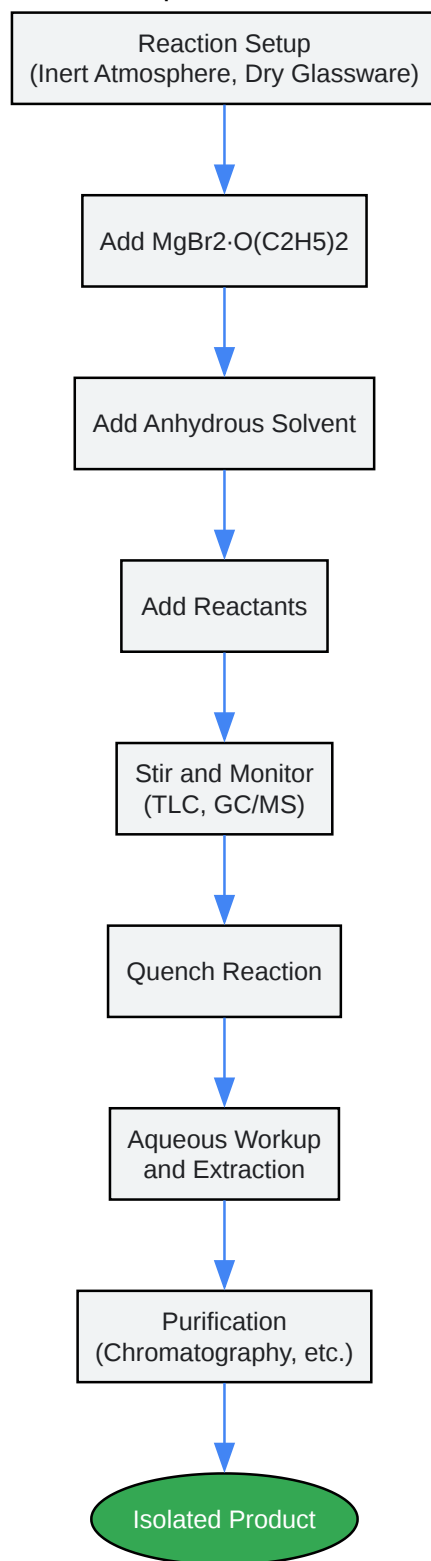 Reaction Setup
(Inert Atmosphere, Dry Glassware)
Add MgBr2·O(C2H5)2
Add Anhydrous Solvent
Add Reactants
Stir and Monitor
(TLC, GC/MS)
Quench Reaction
Aqueous Workup
and Extraction
Purification
(Chromatography, etc.)
Isolated Product